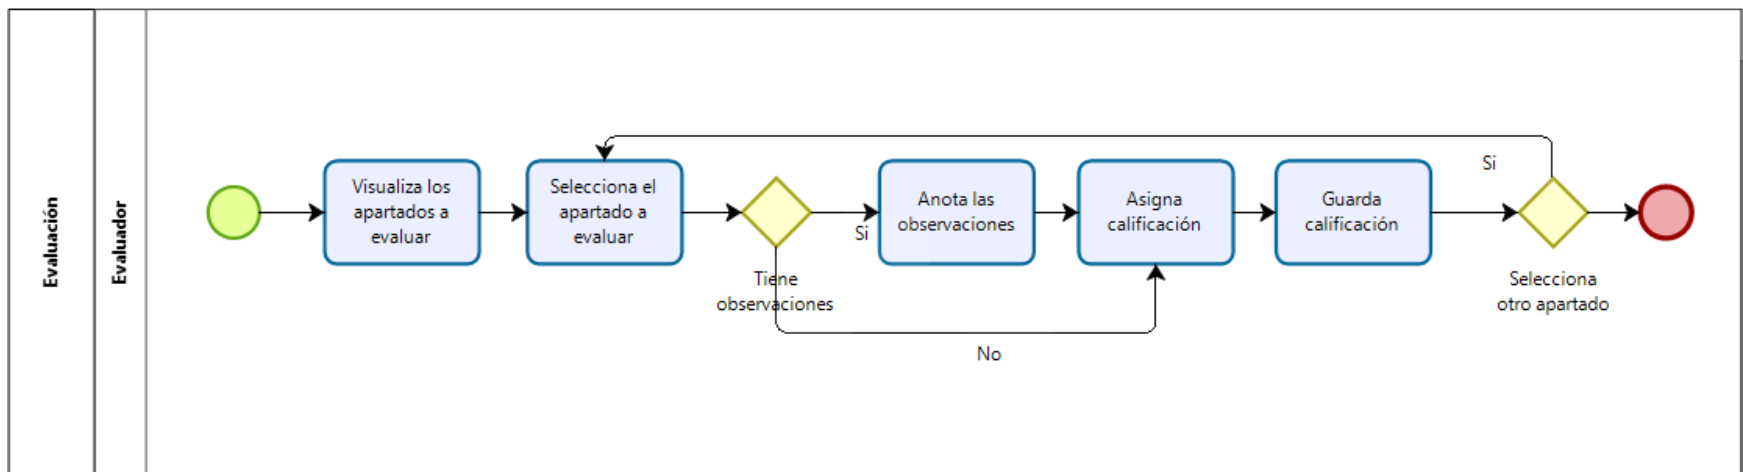 Evaluación
Evaluador
Visualiza los
apartados a
evaluar
Selecciona el
apartado a
evaluar
Tiene
observaciones
Si
No
Anota las
observaciones
Asigna
calificación
Guarda
calificación
Si
Selecciona
otro apartado